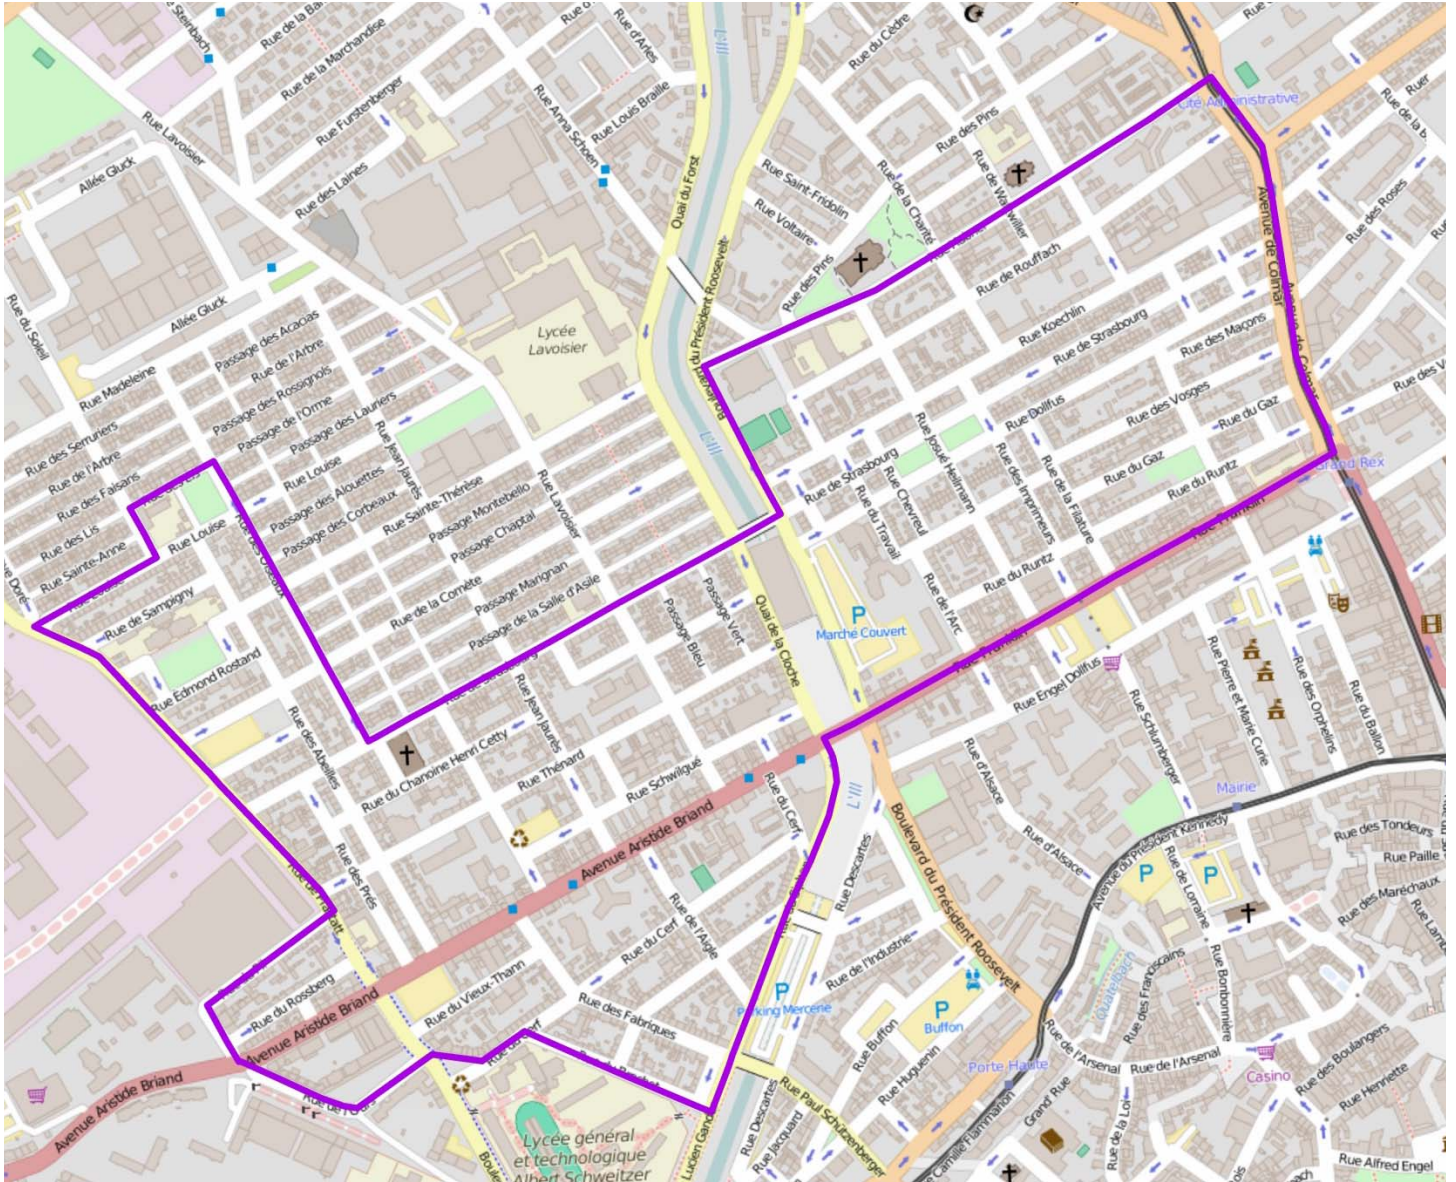 Rue de la Marchandise
Rue d'Arles
Rue du Cèdre
Rue Furstenberger
Rue Louis Braille
Rue Anna Schoen
Rue Lavoisier
Allée Gluck
Rue des Laines
Quai du Forst
L'Ill
Cité Administrative
Rue des Pins
Rue de la Charité
Rue Saint-Fridolin
Rue Voltaire
Rue des Pins
Rue de Rouffach
Avenue de Colmar
Avenue de Colmar
Rue des Roses
Boulevard du Président Roosevelt
Rue du Soleil
Allée Gluck
Lycée
Lavoisier
Rue Koechlin
Rue de Strasbourg
Rue des Maçons
Passage des Acacias
Rue de l'Arbre
Rue Madeleine
Passage des Rossignols
Passage de l'Orme
Passage des Lauriers
Rue Jean Jaurès
Rue des Serruriers
Rue de l'Arbre
Rue des Faisans
Rue des Lis
Rue Sainte-Anne
Rue Louise
Rue Louise
Passage des Alouettes
Passage des Corbeaux
Rue Sainte-Thérèse
Passage Montebello
Passage Chaptal
Rue Lavoisier
L'Ill
Rue Dollfus
Rue des Vosges
Rue du Gaz
Rue du Gaz
Rue du Runtz
Grand Rex
Rue de Strasbourg
Rue Josué Heilmann
Rue Chevreul
Rue du Travail
Rue des Imprimeurs
Rue de la Filature
Rue du Runtz
Rue de l'Arc
Rue Franklin
Rue Franklin
Rue des Oiseaux
Rue de Sampigny
Rue Edmond Rostand
Rue de la Comète
Passage Marignan
Passage de la Salle d'Asile
Passage Vert
Passage Bleu
Quai de la Cloche
P
Marché Couvert
Rue Engel Dollfus
Rue Schlumberger
Rue Pierre et Marie Curie
Rue des Orphelins
Rue du Ballon
Rue des Abeilles
Rue Jean Jaurès
Rue du Chanoine Henri Cetty
Rue Thénard
Rue Schwilgué
Rue du Cerf
L'Ill
Rue d'Alsace
Rue d'Alsace
Mairie
Avenue du Président Kennedy
Rue des Tondeurs
Rue Paille
Rue des Maréchaux
Rue de Lorraine
P
P
Rue des Prés
Avenue Aristide Briand
Rue Descartes
Boulevard du Président Roosevelt
Rue de l'Aigle
Rue du Cerf
Rue de l'Industrie
Rue du Rossberg
Avenue Aristide Briand
Rue du Vieux-Thann
Rue des Fabriques
P
Parking Mercerie
P
Buffon
Rue Buffon
Rue Huguenin
Quatelbach
Rue des Franciscains
Rue Bonbonnière
Rue de l'Arsenal
Rue de l'Arsenal
Rue des Boulangers
Rue Henriette
Casino
Porte Haute
Avenue Aristide Briand
Rue Paul Schützenberger
Rue Descartes
Rue Jacquard
Grand Rue
Rue de la Loi
Lycée général
et technologique
Albert Schweitzer
Rue Alfred Engel